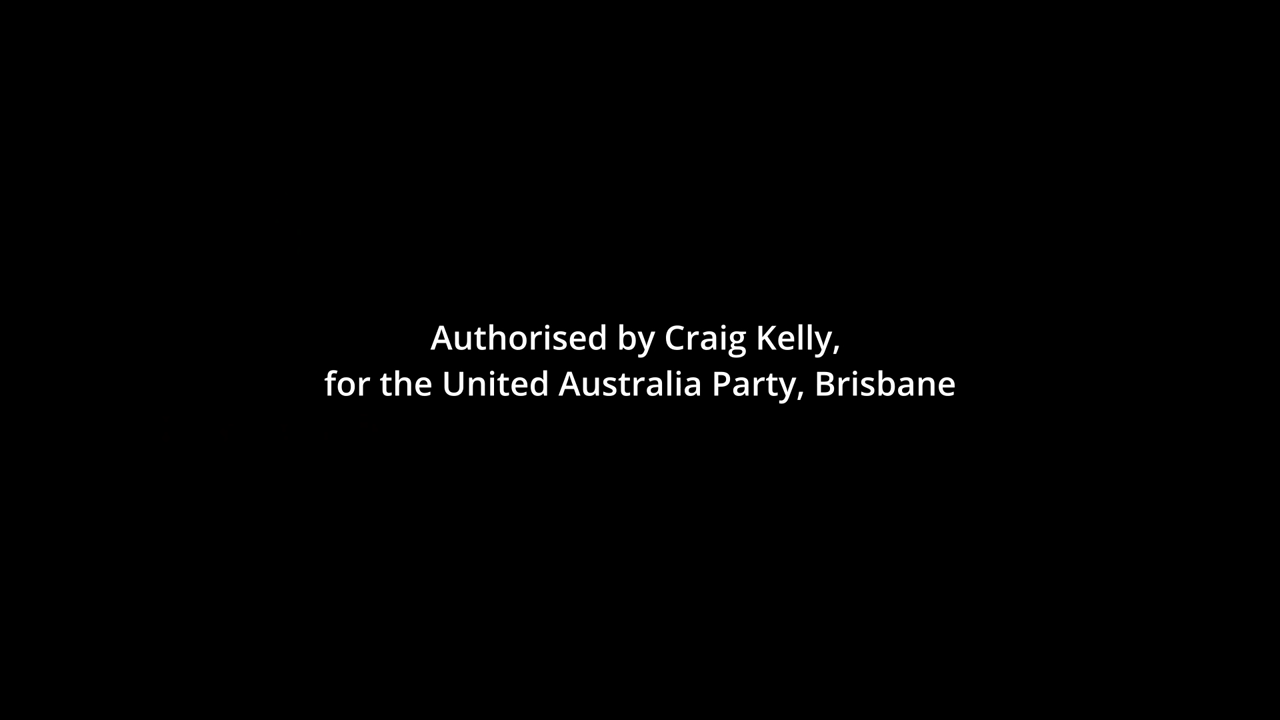 Authorised by Craig Kelly,
for the United Australia Party, Brisbane